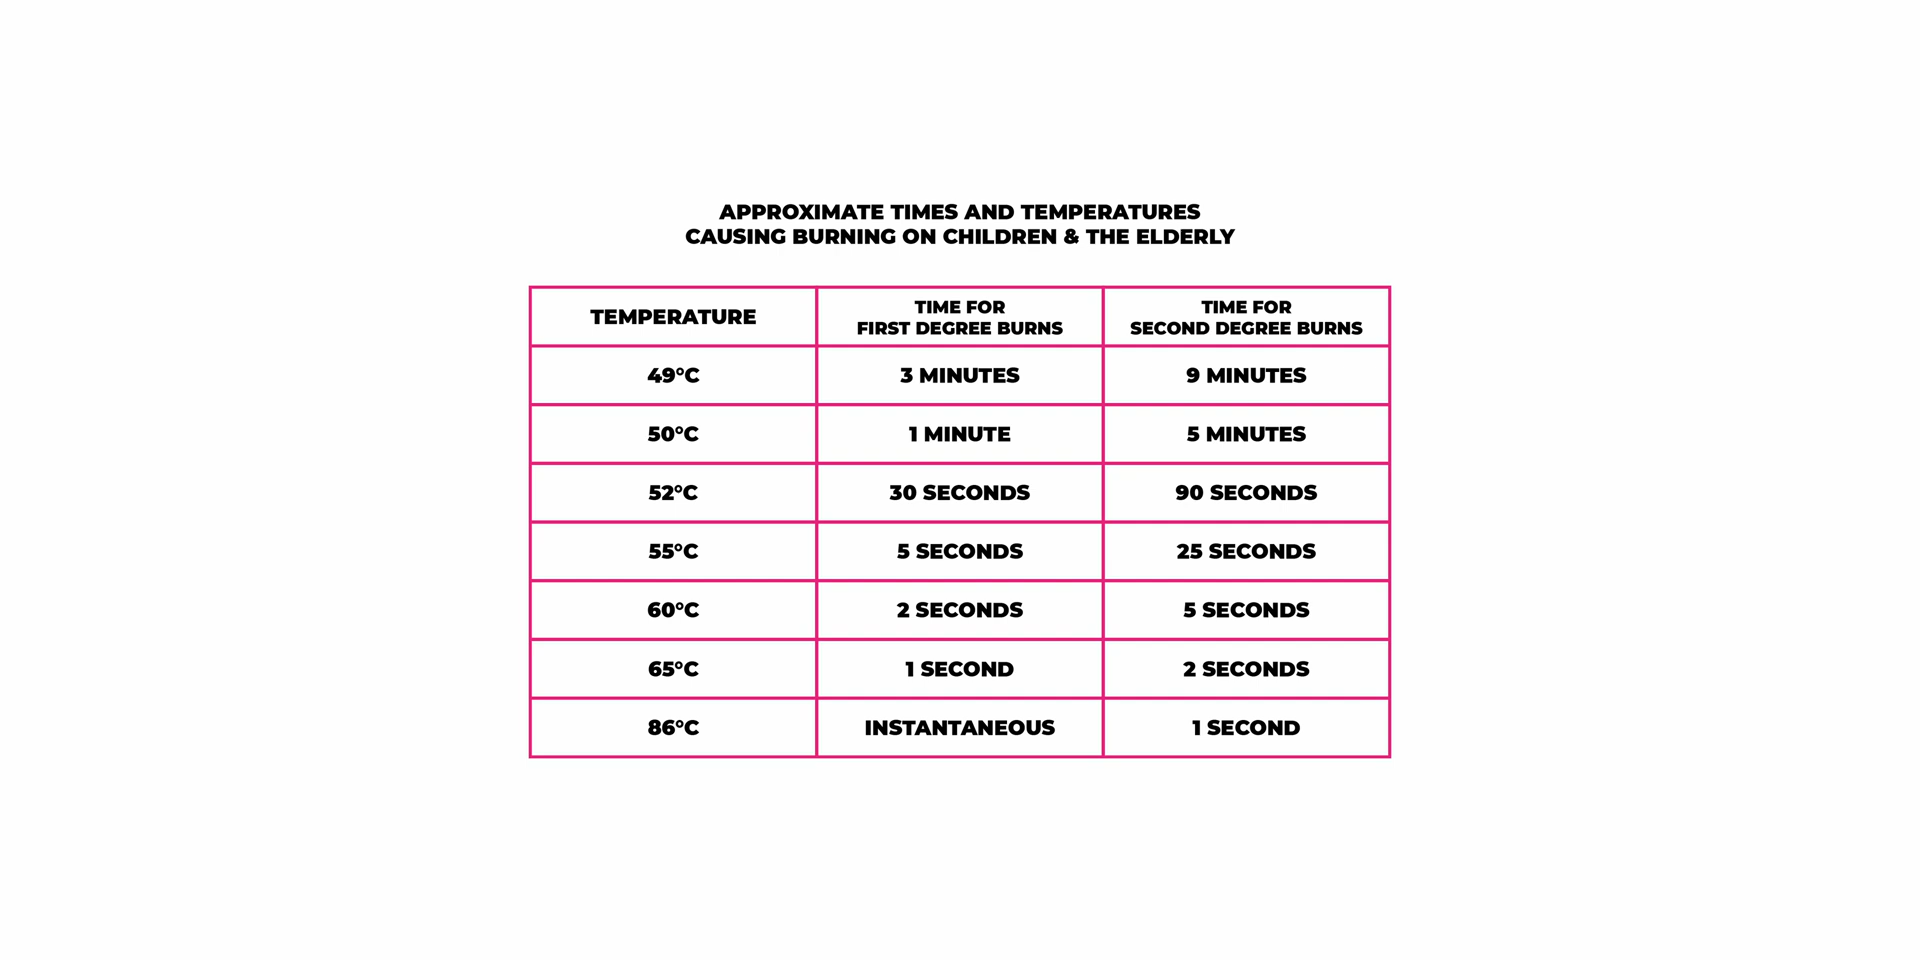 APPROXIMATE TIMES AND TEMPERATURES
CAUSING BURNING ON CHILDREN & THE ELDERLY
TEMPERATURE
TIME FOR
FIRST DEGREE BURNS
TIME FOR
SECOND DEGREE BURNS
49°C
3 MINUTES
9 MINUTES
50°C
1 MINUTE
5 MINUTES
52°C
30 SECONDS
90 SECONDS
55°C
5 SECONDS
25 SECONDS
60°C
2 SECONDS
5 SECONDS
65°C
1 SECOND
2 SECONDS
86°C
INSTANTANEOUS
1 SECOND